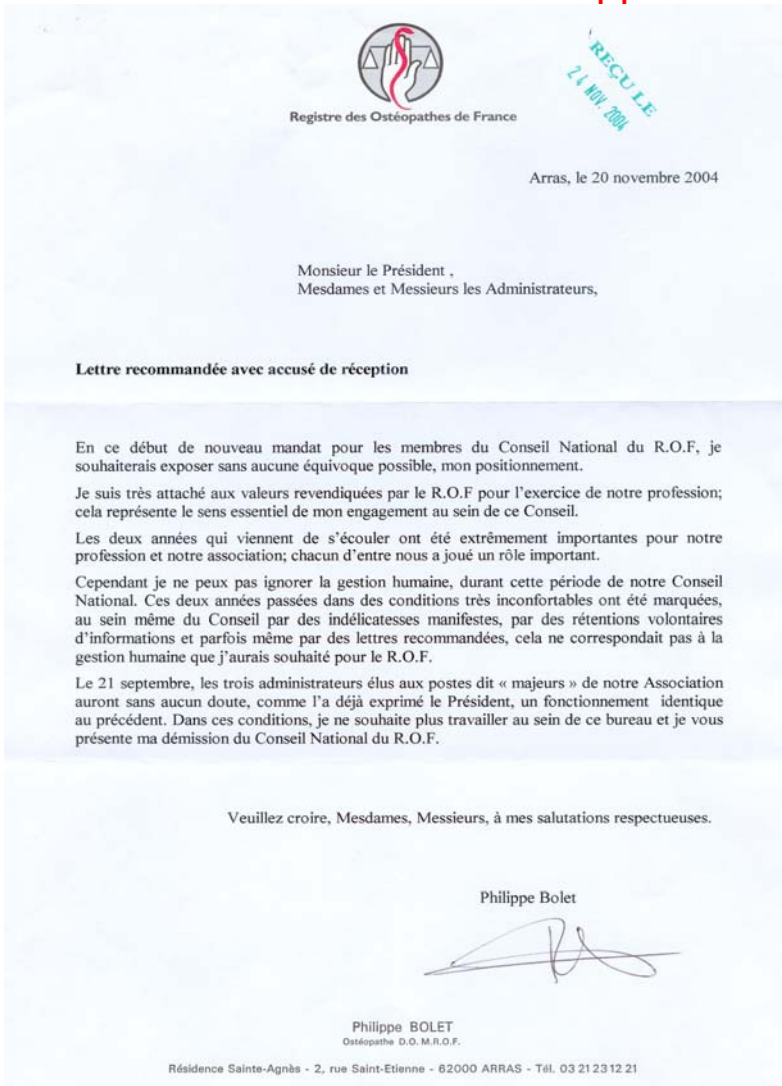 Registre des Ostéopathes de France
REÇU LE
24 NOV. 2004
Arras, le 20 novembre 2004
Monsieur le Président ,
Mesdames et Messieurs les Administrateurs,
Lettre recommandée avec accusé de réception
En ce début de nouveau mandat pour les membres du Conseil National du R.O.F, je
souhaiterais exposer sans aucune équivoque possible, mon positionnement.
Je suis très attaché aux valeurs revendiquées par le R.O.F pour l'exercice de notre profession;
cela représente le sens essentiel de mon engagement au sein de ce Conseil.
Les deux années qui viennent de s'écouler ont été extrêmement importantes pour notre
profession et notre association; chacun d'entre nous a joué un rôle important.
Cependant je ne peux pas ignorer la gestion humaine, durant cette période de notre Conseil
National. Ces deux années passées dans des conditions très inconfortables ont été marquées,
au sein même du Conseil par des indélicatesses manifestes, par des rétentions volontaires
d'informations et parfois même par des lettres recommandées, cela ne correspondait pas à la
gestion humaine que j'aurais souhaité pour le R.O.F.
Le 21 septembre, les trois administrateurs élus aux postes dit « majeurs » de notre Association
auront sans aucun doute, comme l'a déjà exprimé le Président, un fonctionnement identique
au précédent. Dans ces conditions, je ne souhaite plus travailler au sein de ce bureau et je vous
présente ma démission du Conseil National du R.O.F.
Veuillez croire, Mesdames, Messieurs, à mes salutations respectueuses.
Philippe Bolet
Philippe BOLET
Ostéopathe D.O. M.R.O.F.
Résidence Sainte-Agnès - 2, rue Saint-Etienne - 62000 ARRAS - Tél. 03 21 23 12 21